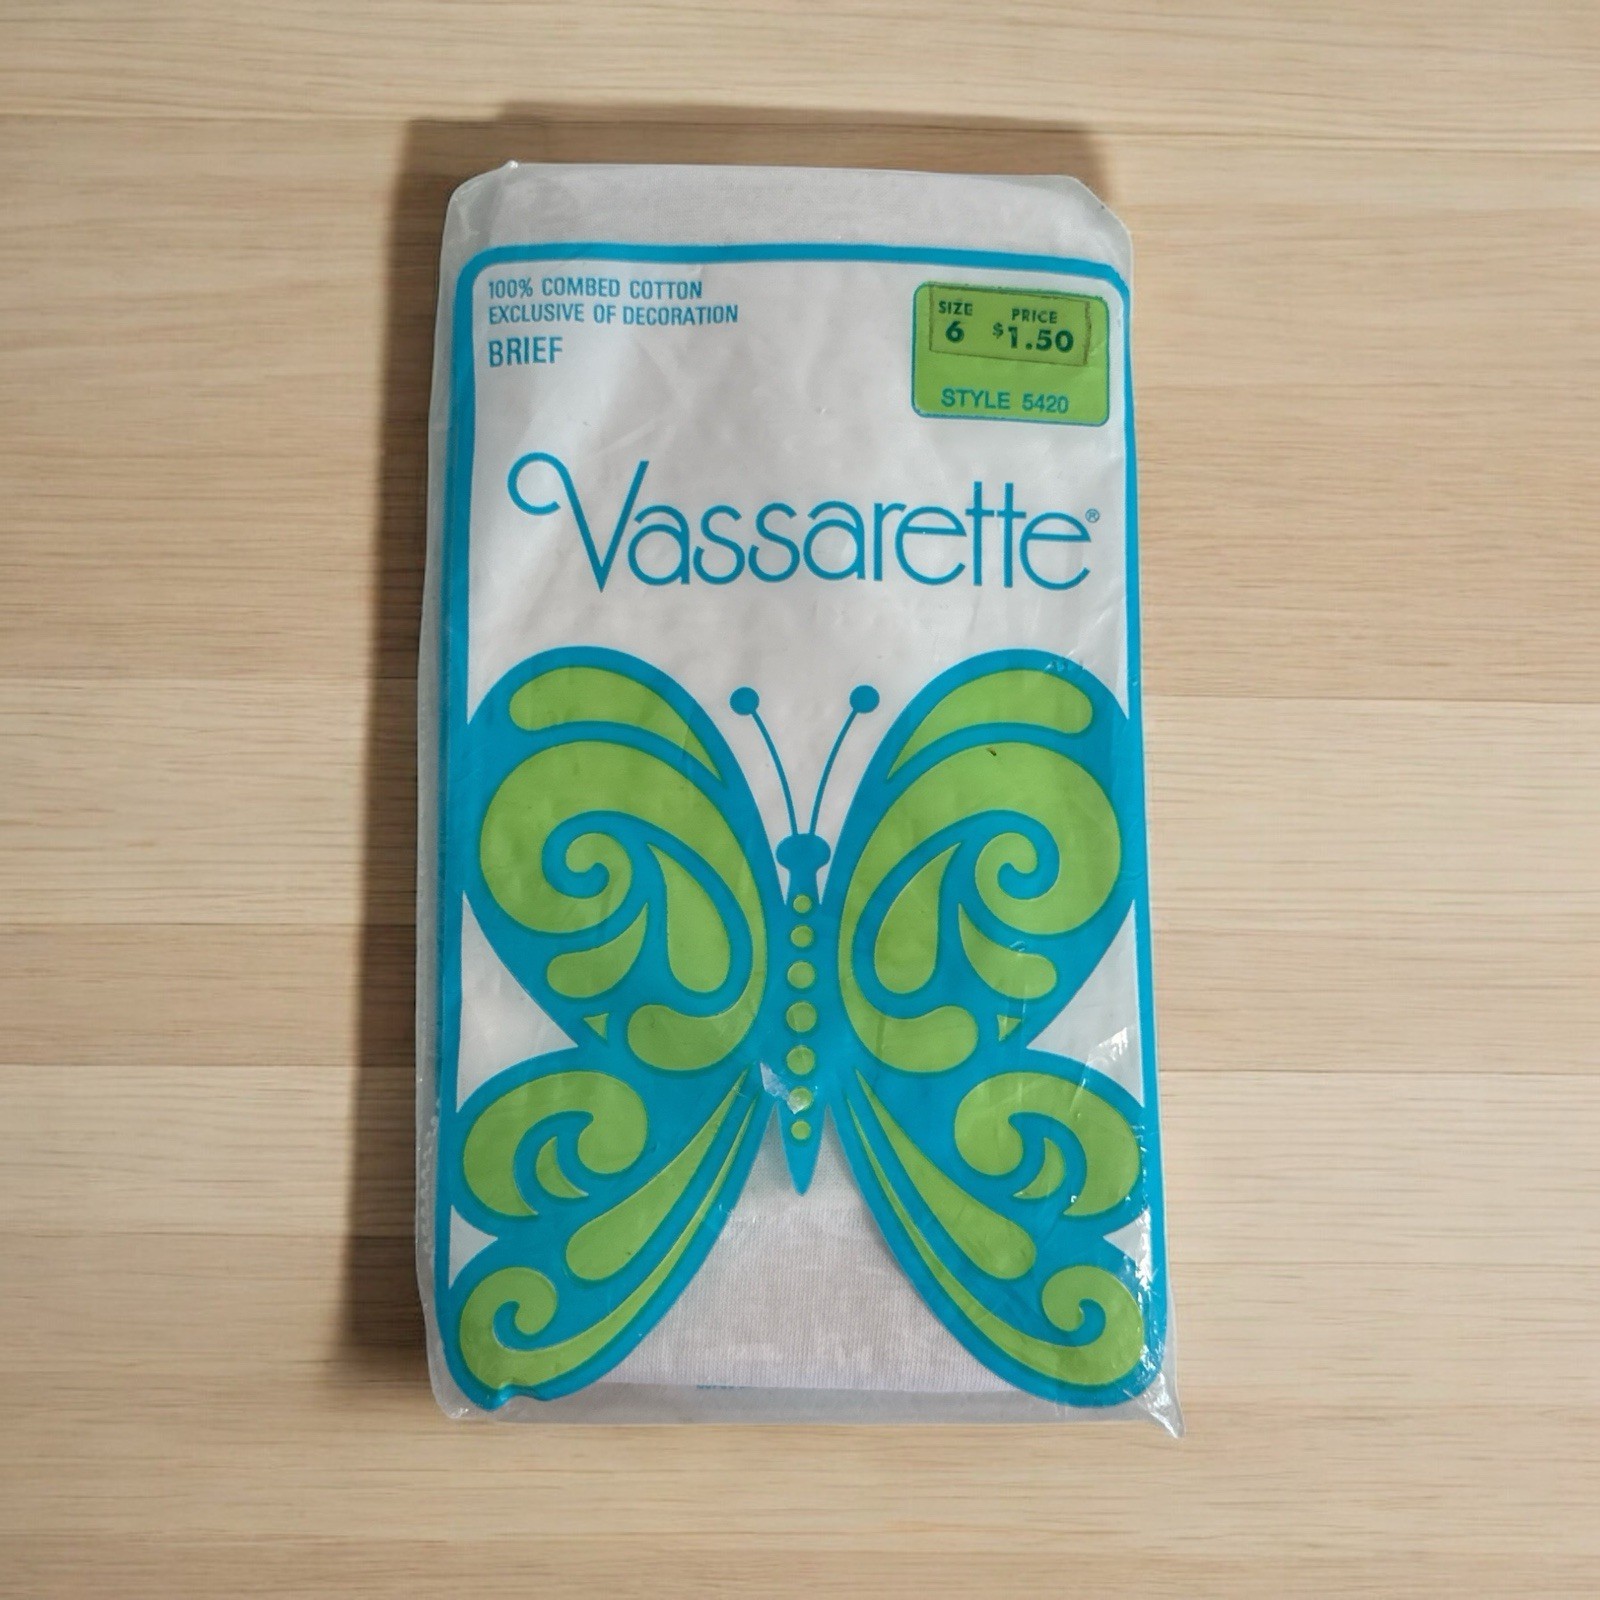 100% COMBED COTTON
EXCLUSIVE OF DECORATION
BRIEF
SIZE PRICE
6 $1.50
STYLE 5420
Vassarette®